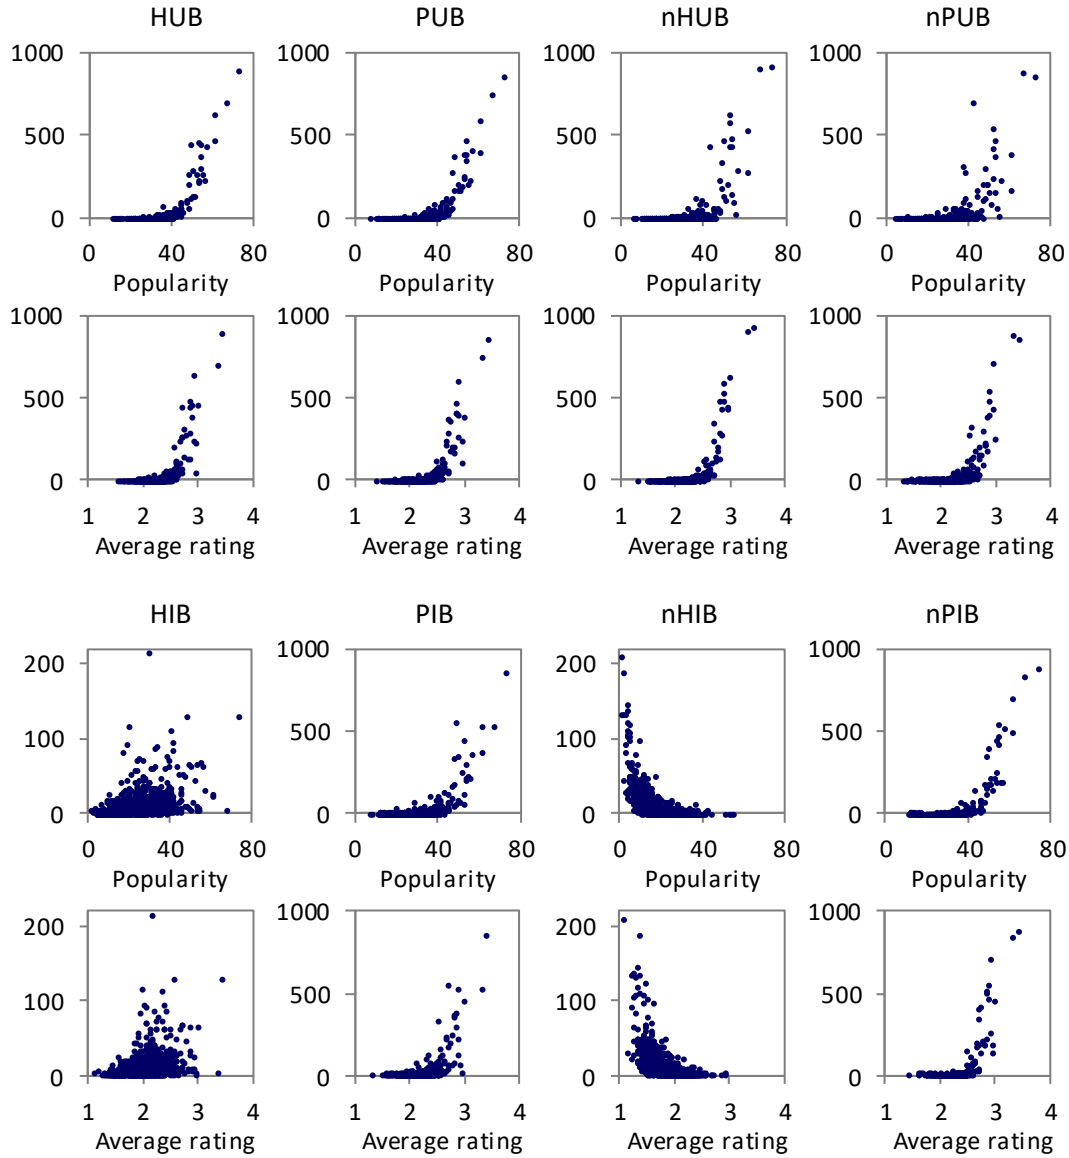 HUB PUB nHUB nPUB
1000 1000 1000 1000
500 500 500 500
0 0 0 0
0 40 80 0 40 80 0 40 80 0 40 80
Popularity Popularity Popularity Popularity
1000 1000 1000 1000
500 500 500 500
0 0 0 0
1 2 3 4 1 2 3 4 1 2 3 4 1 2 3 4
Average rating Average rating Average rating Average rating
HIB PIB nHIB nPIB
200 1000 200 1000
100 500 100 500
0 0 0 0
0 40 80 0 40 80 0 40 80 0 40 80
Popularity Popularity Popularity Popularity
200 1000 200 1000
100 500 100 500
0 0 0 0
1 2 3 4 1 2 3 4 1 2 3 4 1 2 3 4
Average rating Average rating Average rating Average rating